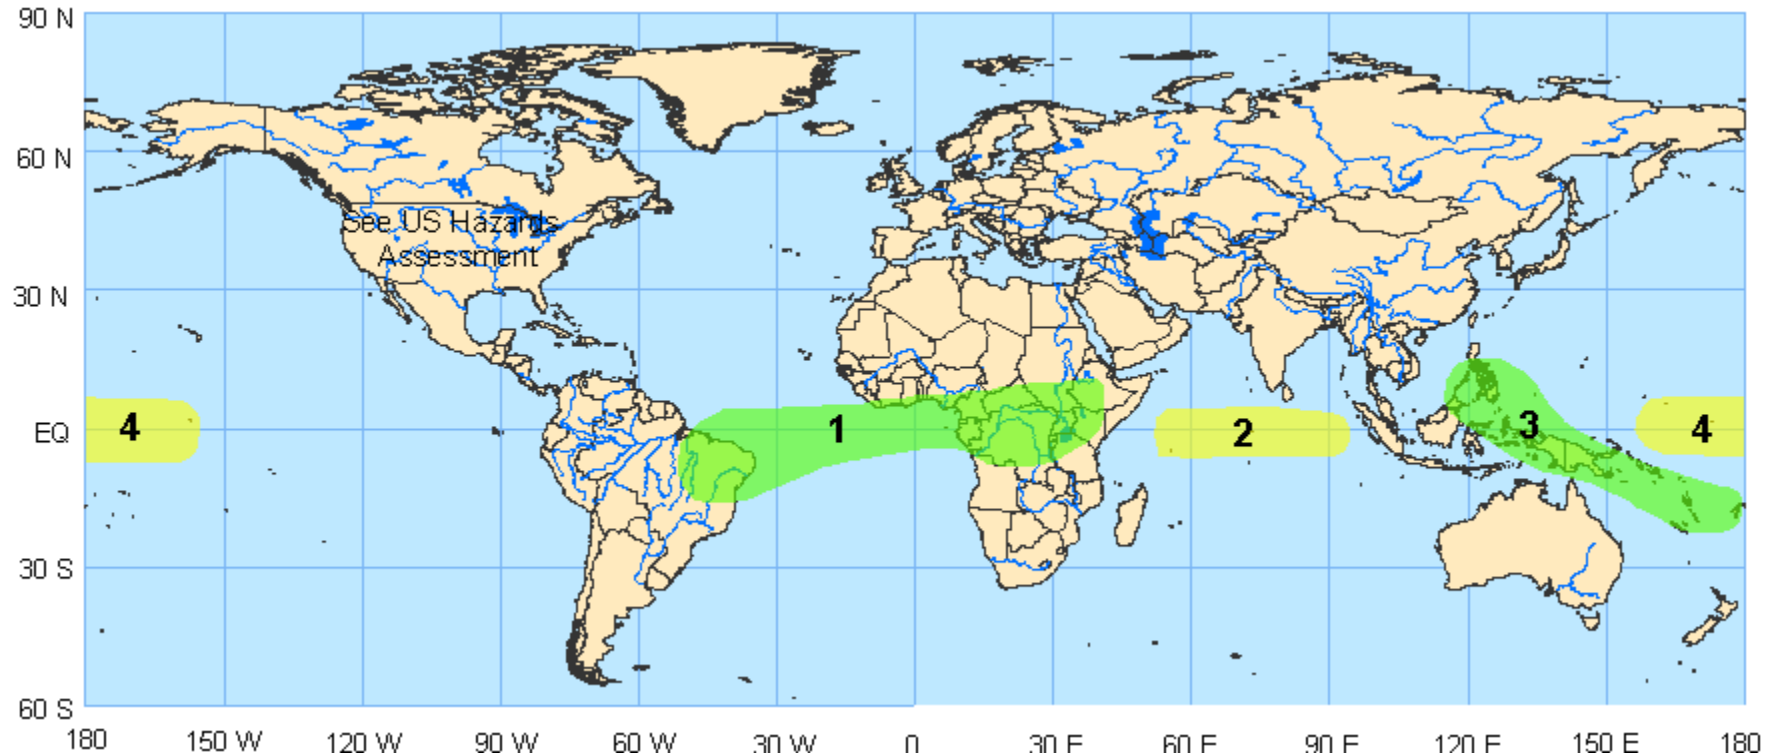 90 N
60 N
See US Hazards
Assessment
30 N
4
EQ
1
2
3
4
30 S
60 S
180
150 W
120 W
90 W
60 W
30 W
0
30 E
60 E
90 E
120 E
150 E
180